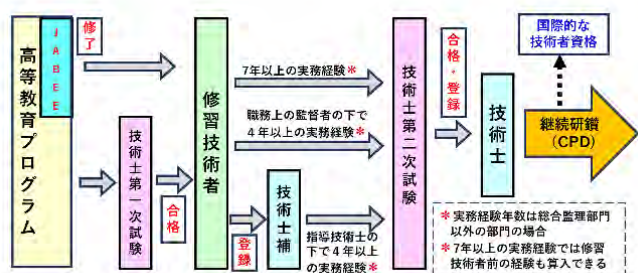 高等教育プログラム
JABEE
修了
技術士第一次試験
合格
修習技術者
7年以上の実務経験＊
職務上の監督者の下で
４年以上の実務経験＊
登録
技術士補
指導技術士の
下で４年以上
の実務経験＊
技術士第二次試験
合格・登録
技術士
国際的な
技術者資格
継続研鑽
（CPD）
＊実務経験年数は総合監理部門
以外の部門の場合
＊7年以上の実務経験では修習
技術者前の経験も算入できる